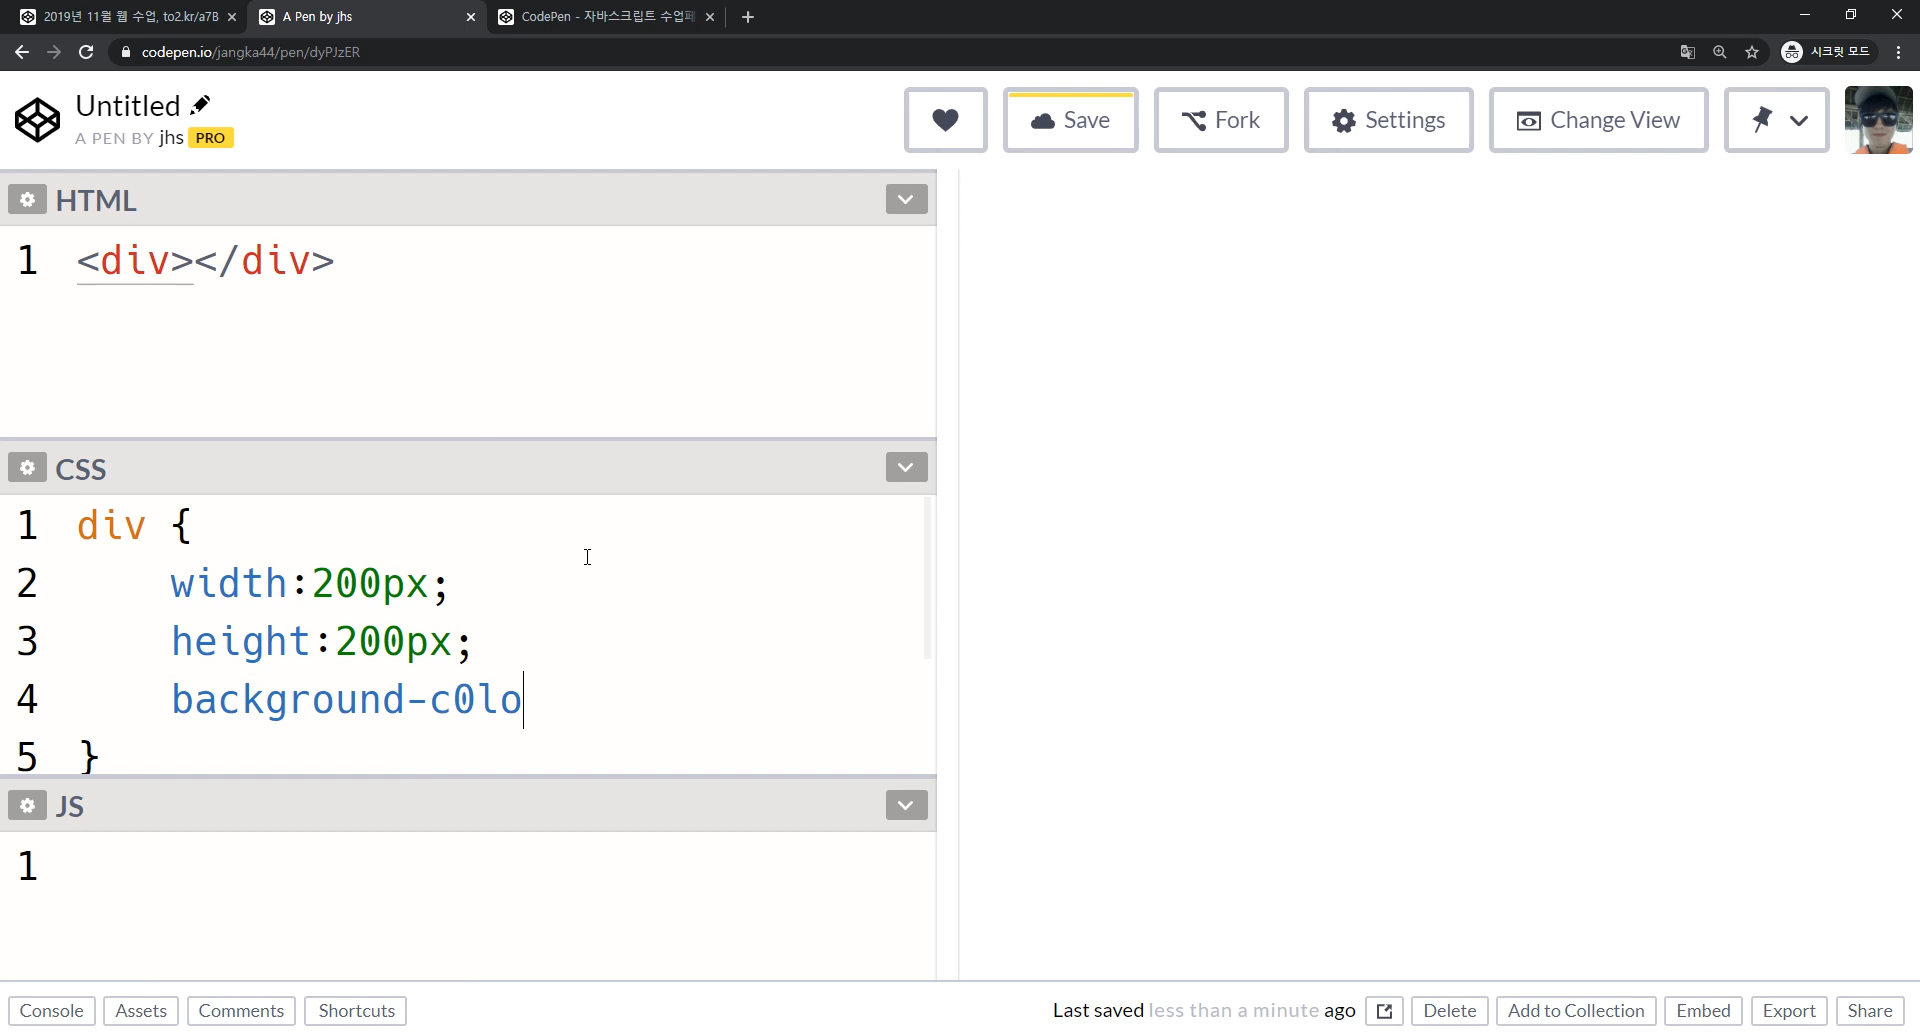 2019년 11월 웹 수업, to2.kr/a7B
A Pen by jhs
CodePen - 자바스크립트 수업페
codepen.io/jangka44/pen/dyPJzER
시크릿 모드
Untitled
A PEN BY jhs PRO
Save
Fork
Settings
Change View
HTML
1 <div></div>
CSS
1 div {
2 width:200px;
3 height:200px;
4 background-c0lo
5 }
JS
1
Console
Assets
Comments
Shortcuts
Last saved less than a minute ago
Delete
Add to Collection
Embed
Export
Share